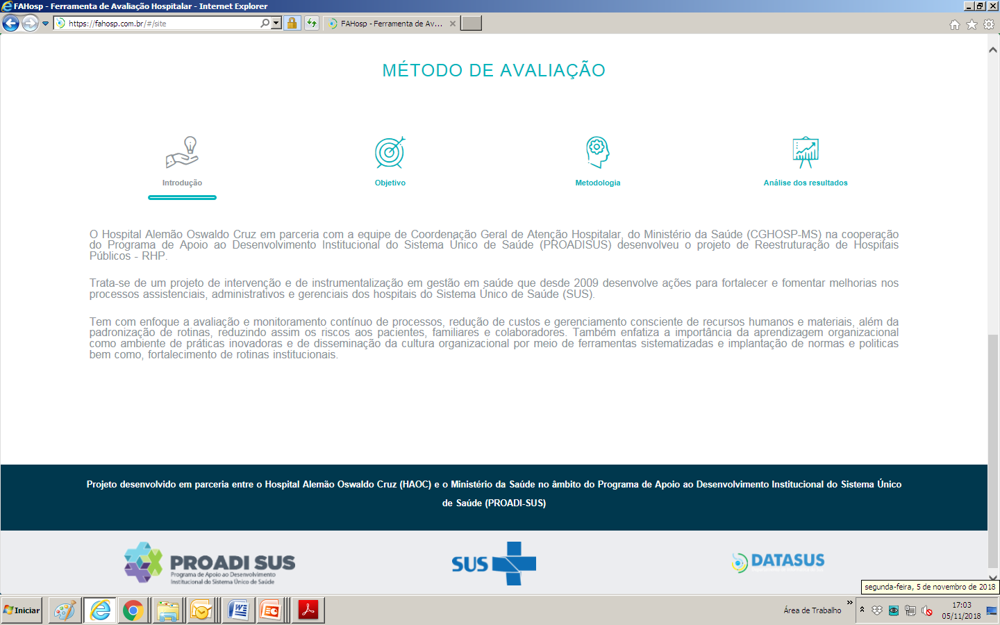 FAHosp - Ferramenta de Avaliação Hospitalar - Internet Explorer
https://fahosp.com.br/#/site
FAHosp - Ferramenta de Av...
MÉTODO DE AVALIAÇÃO
Introdução
Objetivo
Metodologia
Análise dos resultados
O Hospital Alemão Oswaldo Cruz em parceria com a equipe de Coordenação Geral de Atenção Hospitalar, do Ministério da Saúde (CGHOSP-MS) na cooperação
do Programa de Apoio ao Desenvolvimento Institucional do Sistema Único de Saúde (PROADISUS) desenvolveu o projeto de Reestruturação de Hospitais
Públicos - RHP.
Trata-se de um projeto de intervenção e de instrumentalização em gestão em saúde que desde 2009 desenvolve ações para fortalecer e fomentar melhorias nos
processos assistenciais, administrativos e gerenciais dos hospitais do Sistema Único de Saúde (SUS).
Tem com enfoque a avaliação e monitoramento contínuo de processos, redução de custos e gerenciamento consciente de recursos humanos e materiais, além da
padronização de rotinas, reduzindo assim os riscos aos pacientes, familiares e colaboradores. Também enfatiza a importância da aprendizagem organizacional
como ambiente de práticas inovadoras e de disseminação da cultura organizacional por meio de ferramentas sistematizadas e implantação de normas e politicas
bem como, fortalecimento de rotinas institucionais.
Projeto desenvolvido em parceria entre o Hospital Alemão Oswaldo Cruz (HAOC) e o Ministério da Saúde no âmbito do Programa de Apoio ao Desenvolvimento Institucional do Sistema Único
de Saúde (PROADI-SUS)
PROADI SUS
Programa de Apoio ao Desenvolvimento
Institucional do Sistema Único de Saúde
SUS
DATASUS
segunda-feira, 5 de novembro de 2018
Iniciar
Área de Trabalho
17:03
05/11/2018